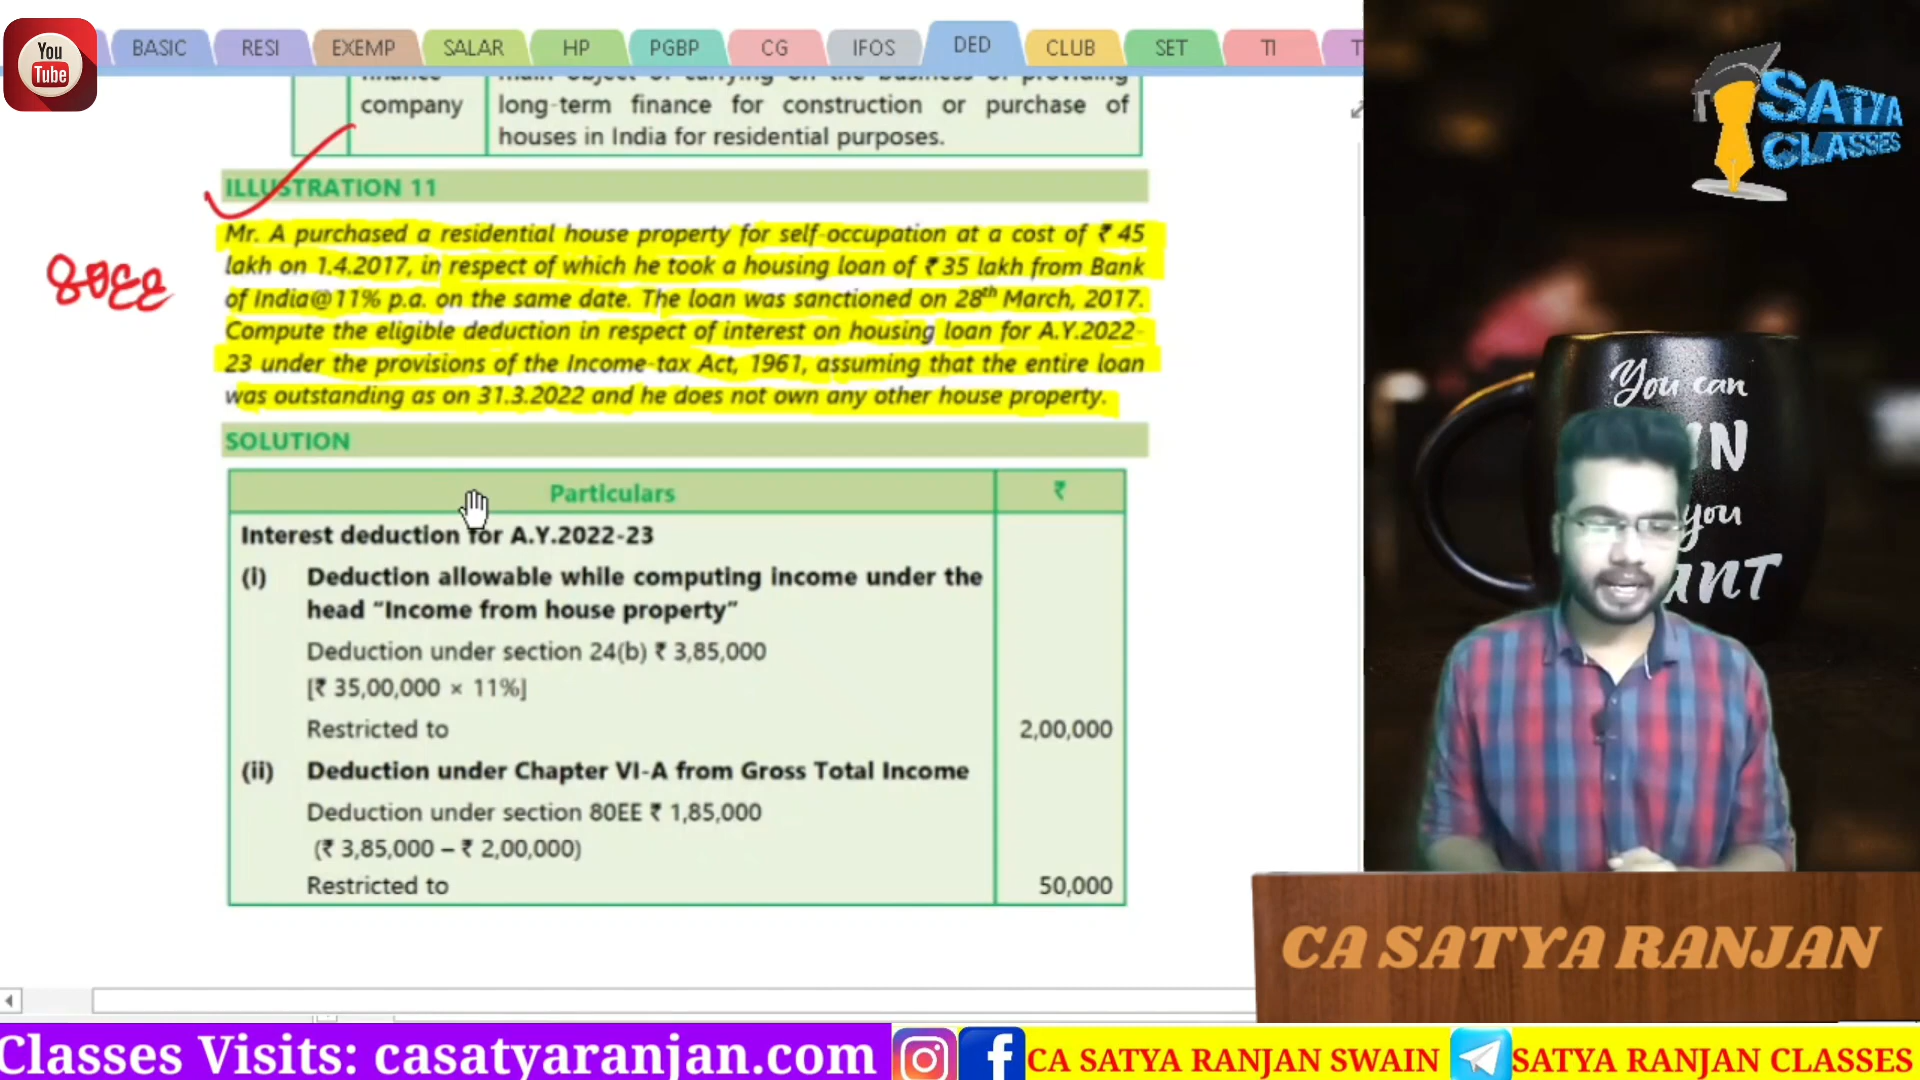 You
Tube
BASIC RESI EXEMP SALAR HP PGBP CG IFOS DED CLUB SET TI T
finance main object of carrying on the business of providing
company long-term finance for construction or purchase of
houses in India for residential purposes.
ILLUSTRATION 11
Mr. A purchased a residential house property for self-occupation at a cost of ₹ 45
lakh on 1.4.2017, in respect of which he took a housing loan of ₹ 35 lakh from Bank
of India@11% p.a. on the same date. The loan was sanctioned on 28th March, 2017.
Compute the eligible deduction in respect of interest on housing loan for A.Y.2022-
23 under the provisions of the Income-tax Act, 1961, assuming that the entire loan
was outstanding as on 31.3.2022 and he does not own any other house property.
80EE
SOLUTION
Particulars ₹
Interest deduction for A.Y.2022-23
(i) Deduction allowable while computing income under the
head “Income from house property”
Deduction under section 24(b) ₹ 3,85,000
[₹ 35,00,000 × 11%]
Restricted to 2,00,000
(ii) Deduction under Chapter VI-A from Gross Total Income
Deduction under section 80EE ₹ 1,85,000
(₹ 3,85,000 – ₹ 2,00,000)
Restricted to 50,000
SATYA
CLASSES
You can
you
CA SATYA RANJAN
Classes Visits: casatyaranjan.com
CA SATYA RANJAN SWAIN
SATYA RANJAN CLASSES